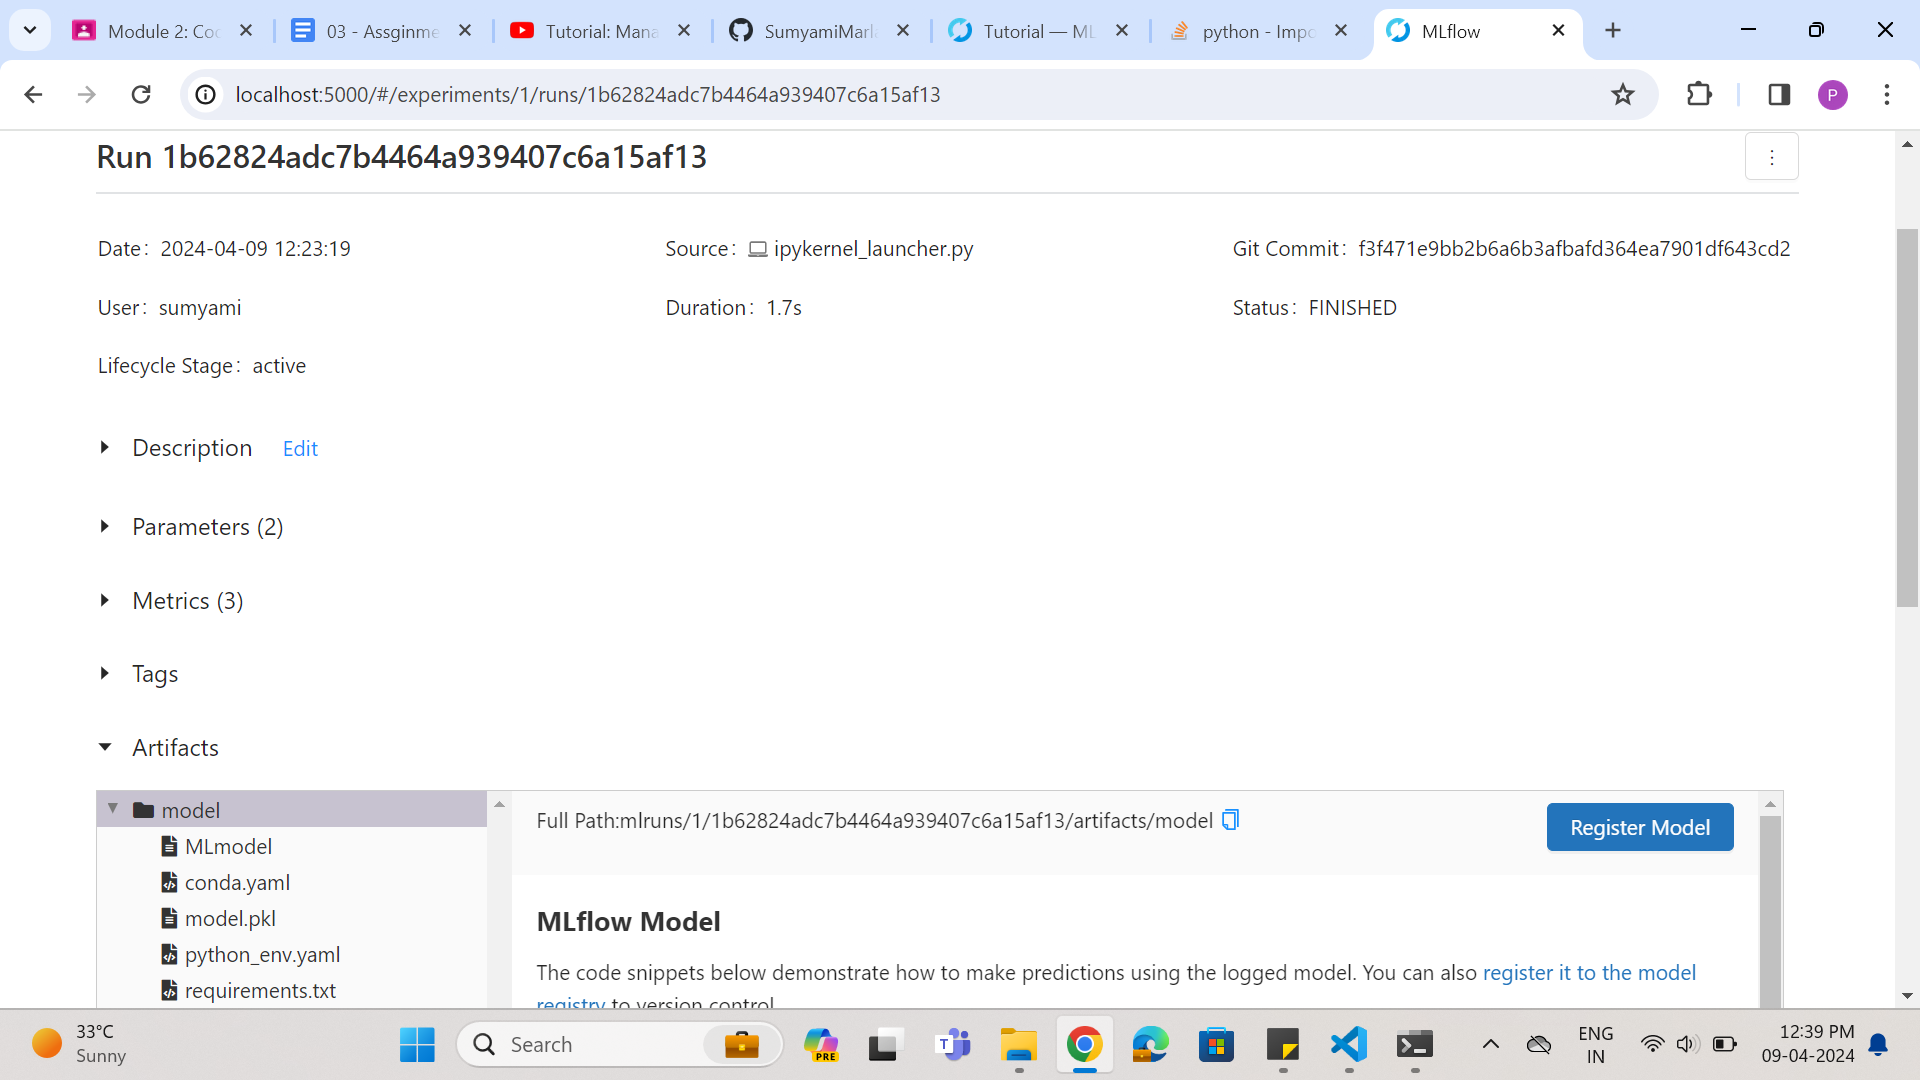 Module 2: Co
03 - Assginme
Tutorial: Mana
SumyamiMarl
Tutorial — ML
python - Impo
MLflow
localhost:5000/#/experiments/1/runs/1b62824adc7b4464a939407c6a15af13
P
Run 1b62824adc7b4464a939407c6a15af13
Date: 2024-04-09 12:23:19
Source: ipykernel_launcher.py
Git Commit: f3f471e9bb2b6a6b3afbafd364ea7901df643cd2
User: sumyami
Duration: 1.7s
Status: FINISHED
Lifecycle Stage: active
Description Edit
Parameters (2)
Metrics (3)
Tags
Artifacts
model
MLmodel
conda.yaml
model.pkl
python_env.yaml
requirements.txt
Full Path:mlruns/1/1b62824adc7b4464a939407c6a15af13/artifacts/model
Register Model
MLflow Model
The code snippets below demonstrate how to make predictions using the logged model. You can also register it to the model
registry to version control
33°C
Sunny
Search
PRE
T
ENG
IN
12:39 PM
09-04-2024